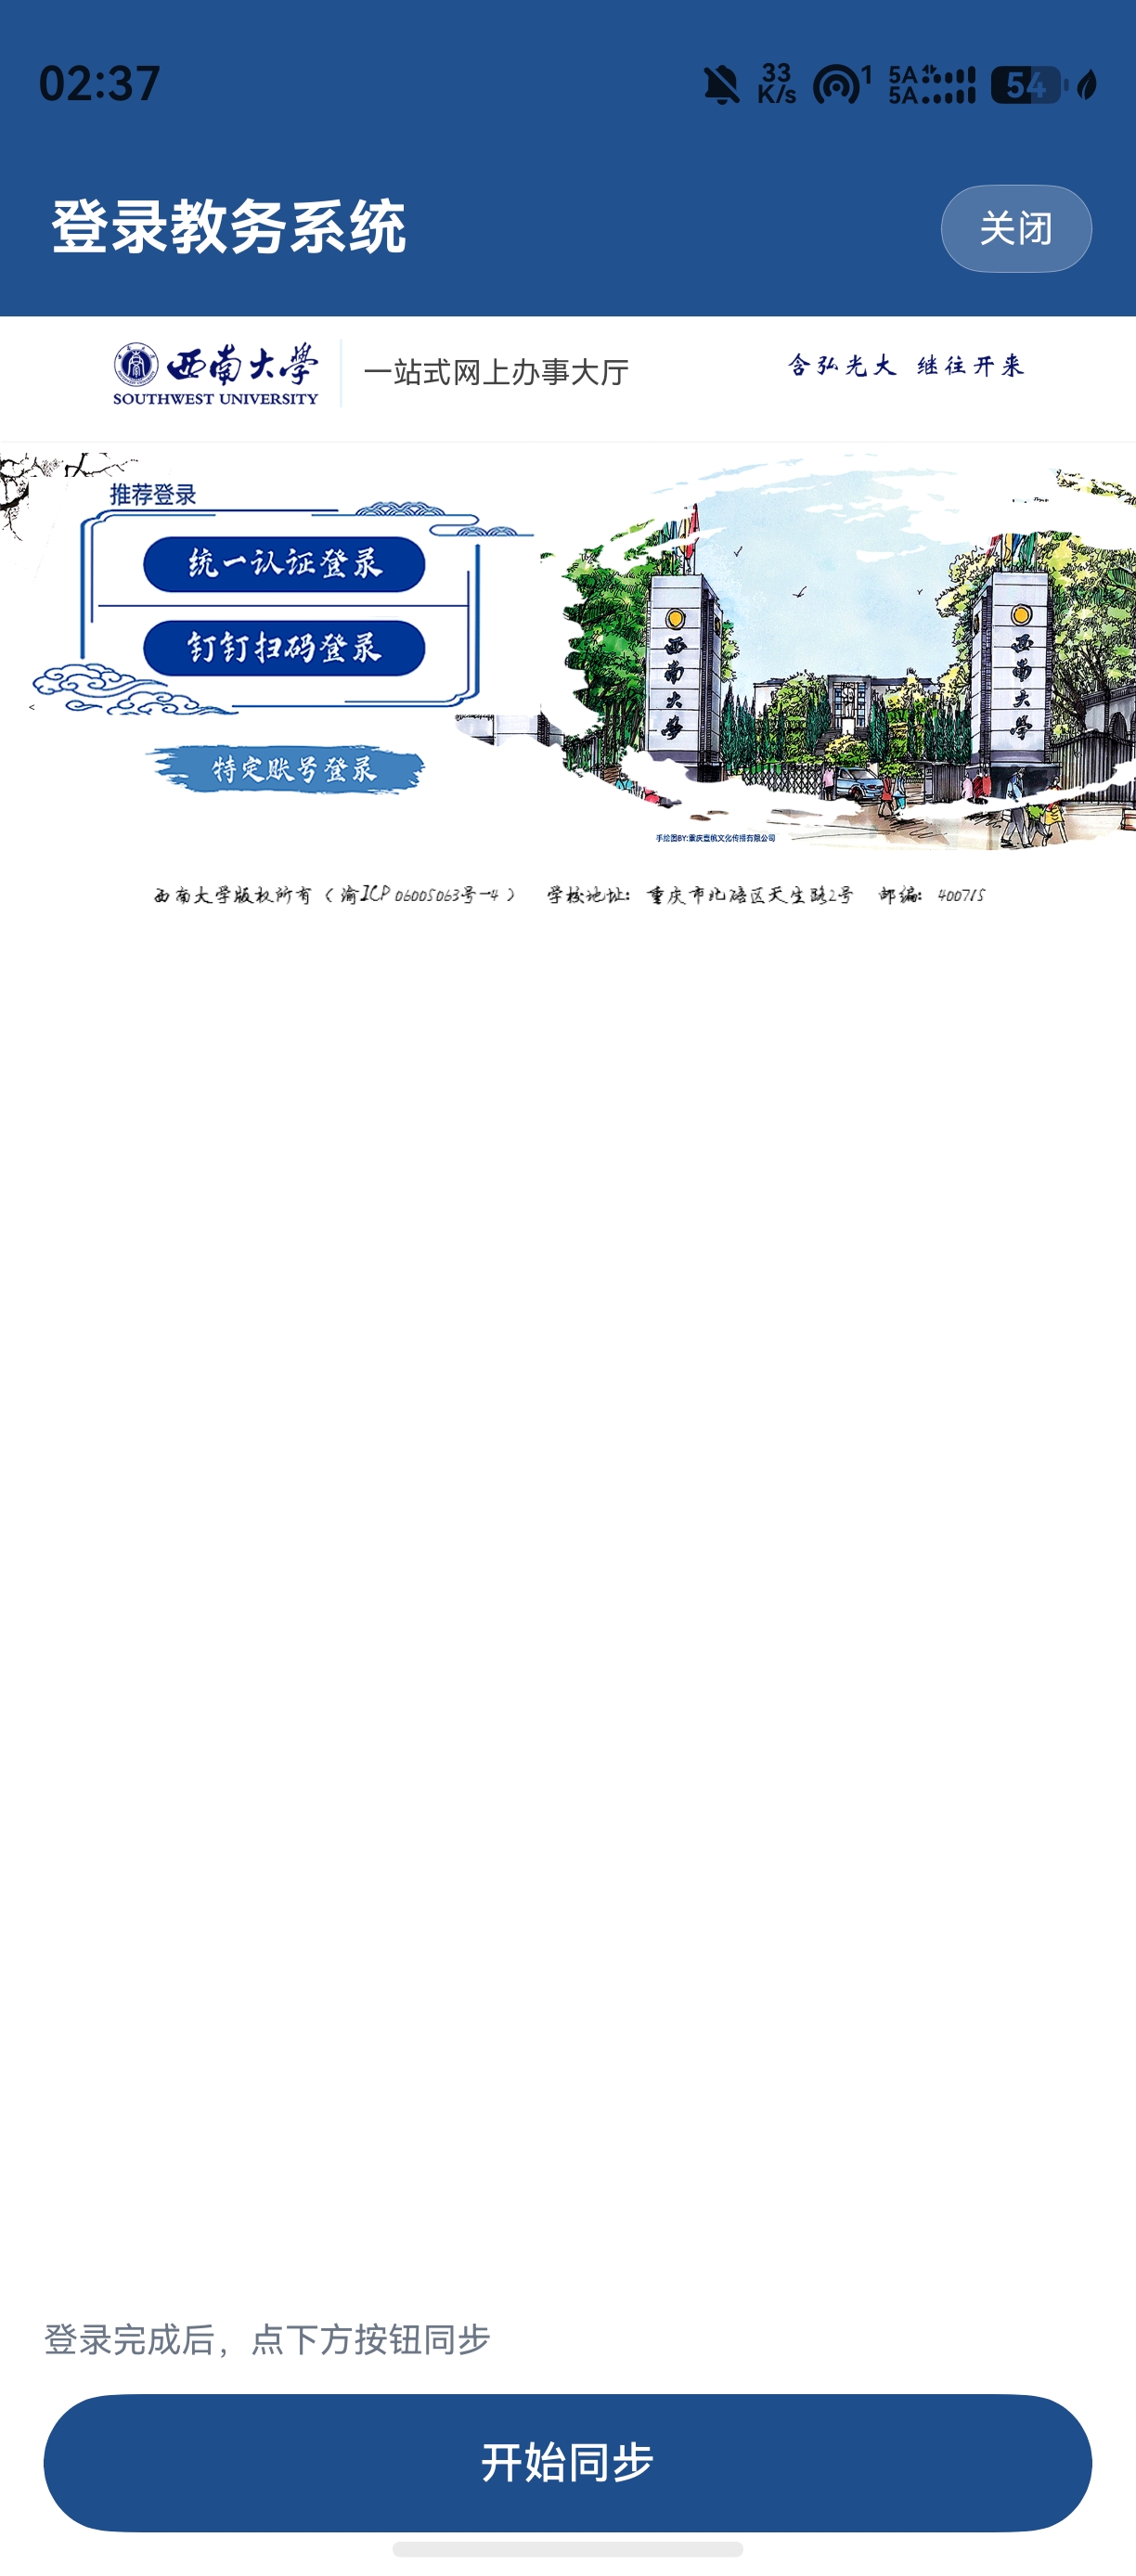 02:37
33 K/s
1
5A
5A
54
登录教务系统
关闭
西南大学
SOUTHWEST UNIVERSITY
一站式网上办事大厅
含弘光大 继往开来
推荐登录
统一认证登录
钉钉扫码登录
<
特定账号登录
西南大学
西南大学
西南大学版权所有（渝ICP 06005063号-4） 学校地址：重庆市北碚区天生路2号 邮编：400715
登录完成后，点下方按钮同步
开始同步